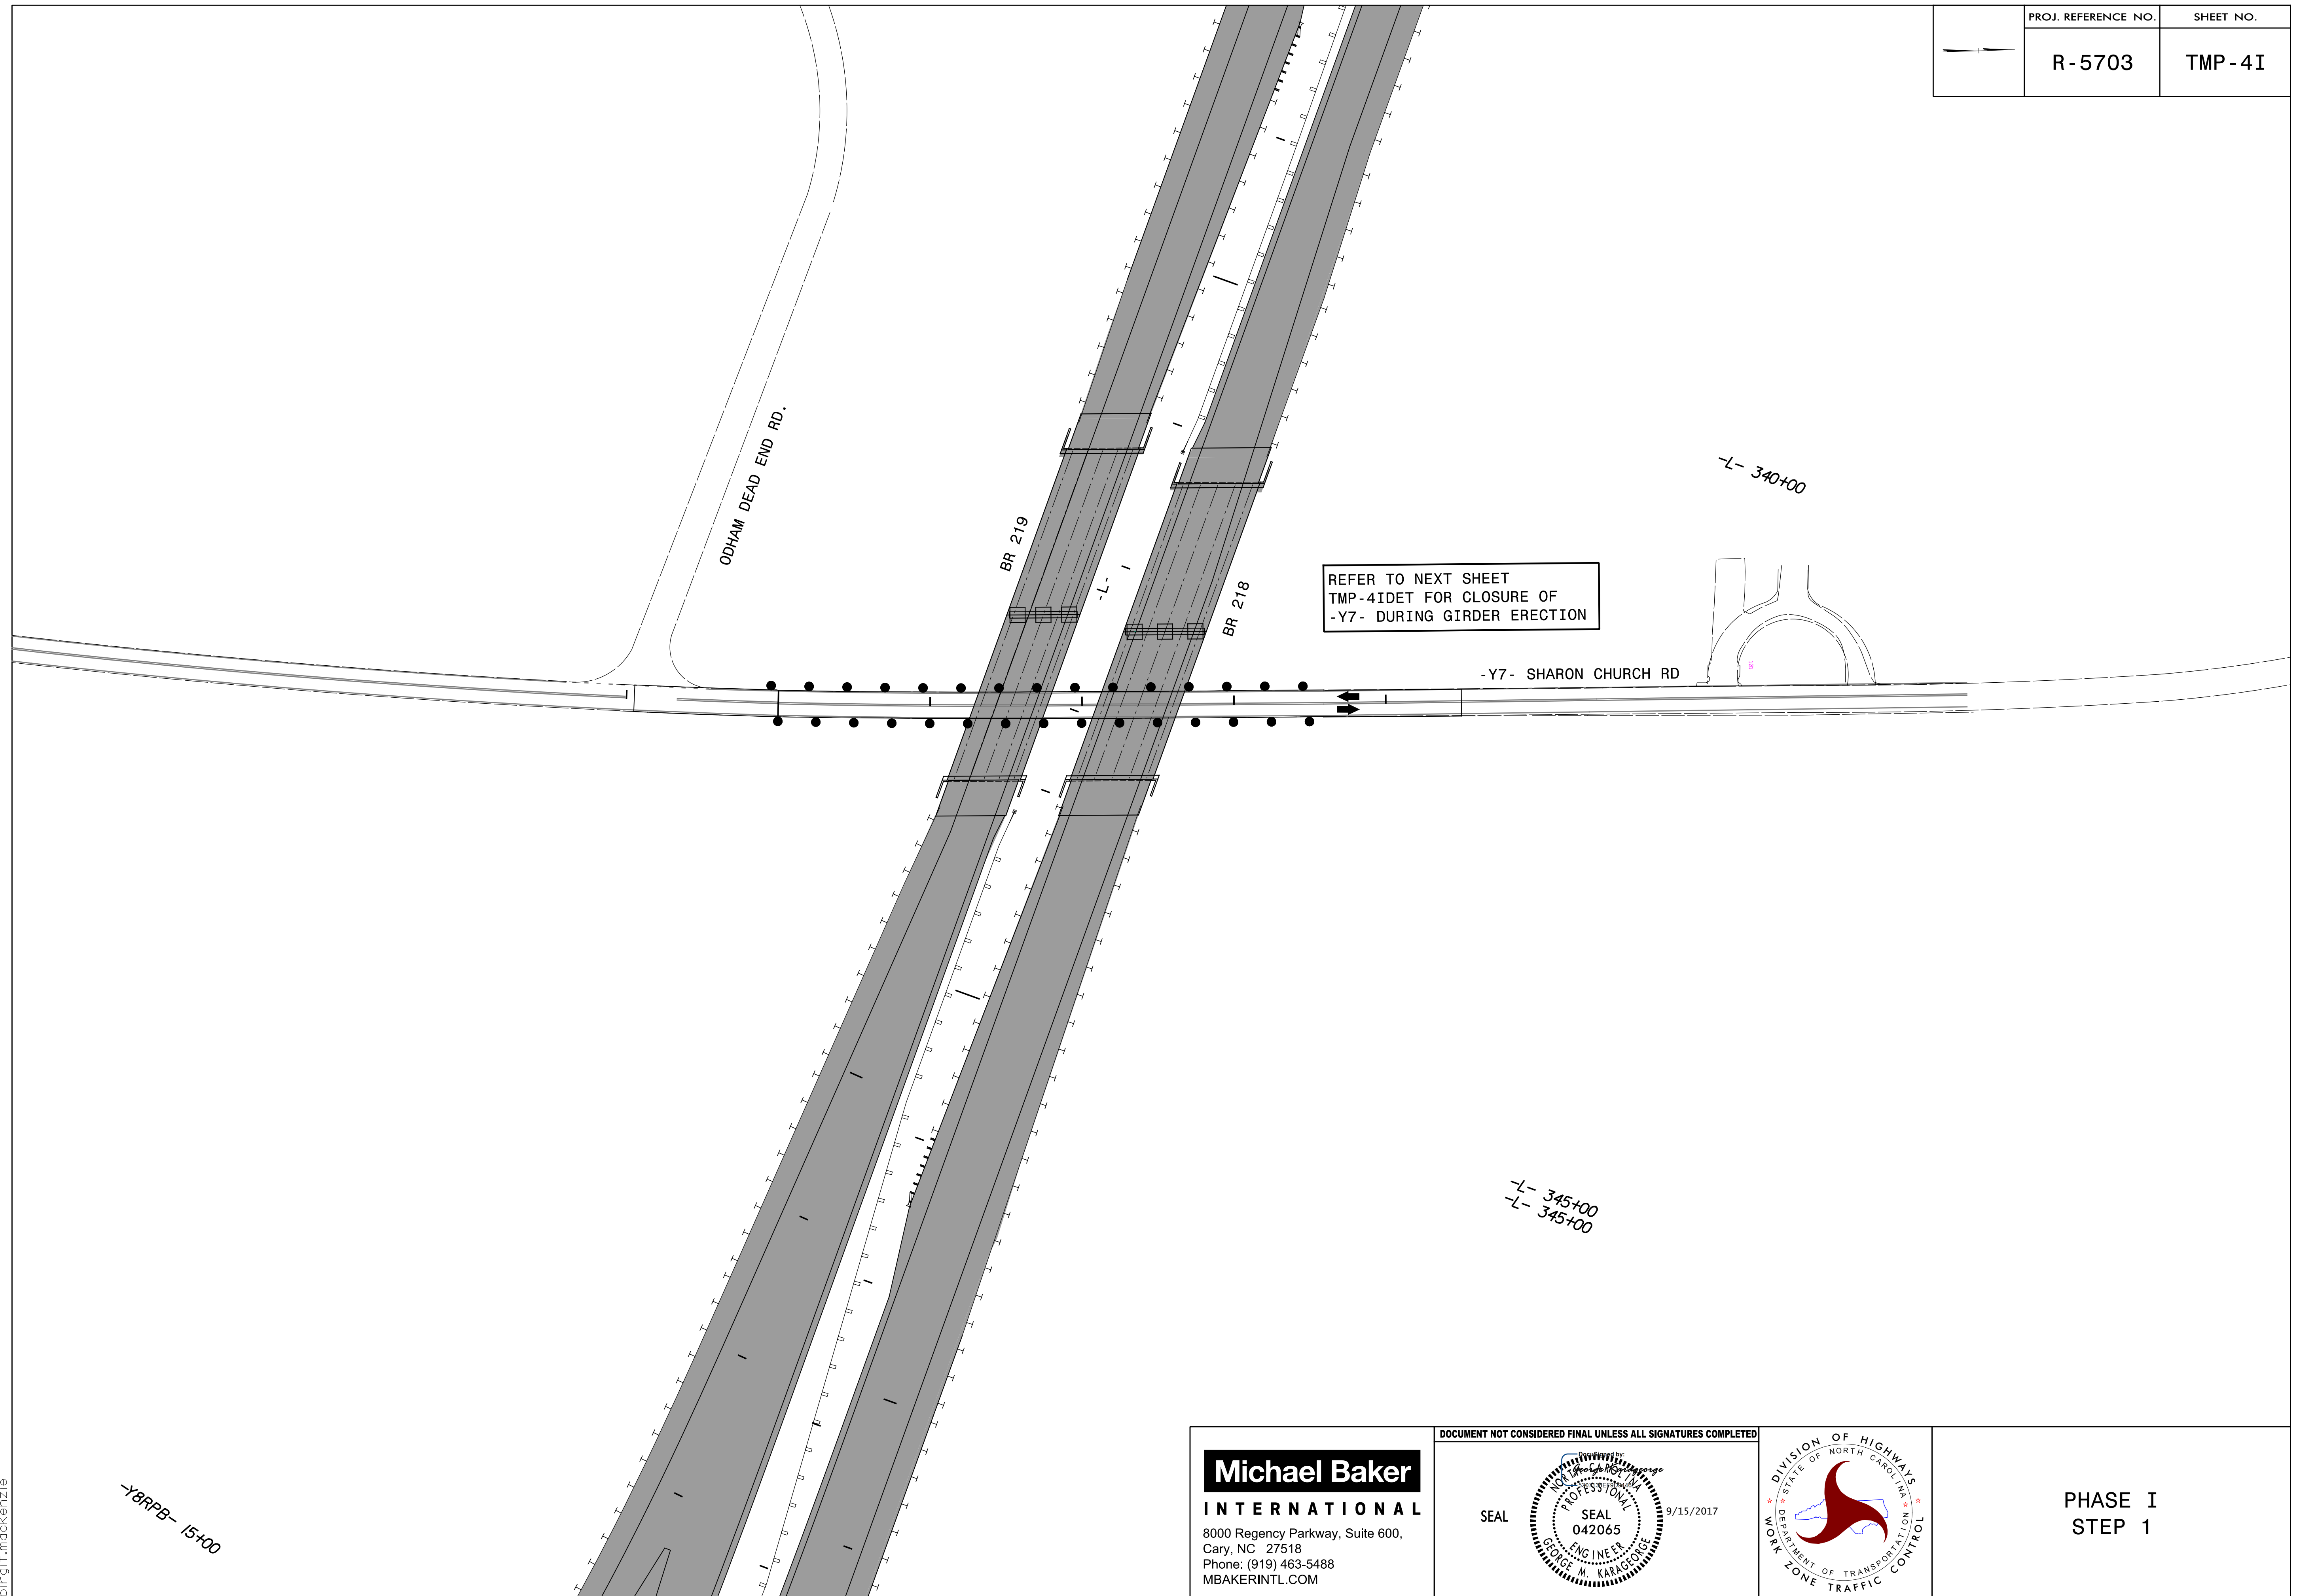 PROJ. REFERENCE NO.
SHEET NO.
R-5703
TMP-4I
ODHAM DEAD END RD.
BR 219
-L-
BR 218
-L- 340+00
REFER TO NEXT SHEET
TMP-4IDET FOR CLOSURE OF
-Y7- DURING GIRDER ERECTION
-Y7- SHARON CHURCH RD
-L- 345+00
-L- 345+00
-Y8RPB- 15+00
birgit.mackenzie
Michael Baker
INTERNATIONAL
8000 Regency Parkway, Suite 600,
Cary, NC 27518
Phone: (919) 463-5488
MBAKERINTL.COM
DOCUMENT NOT CONSIDERED FINAL UNLESS ALL SIGNATURES COMPLETED
SEAL
DocuSigned by:
NORTH CAROLINA
PROFESSIONAL
SEAL
042065
ENGINEER
GEORGE M. KARAGEORGE
9/15/2017
DIVISION OF HIGHWAYS
STATE OF NORTH CAROLINA
DEPARTMENT OF TRANSPORTATION
WORK ZONE TRAFFIC CONTROL
PHASE I
STEP 1